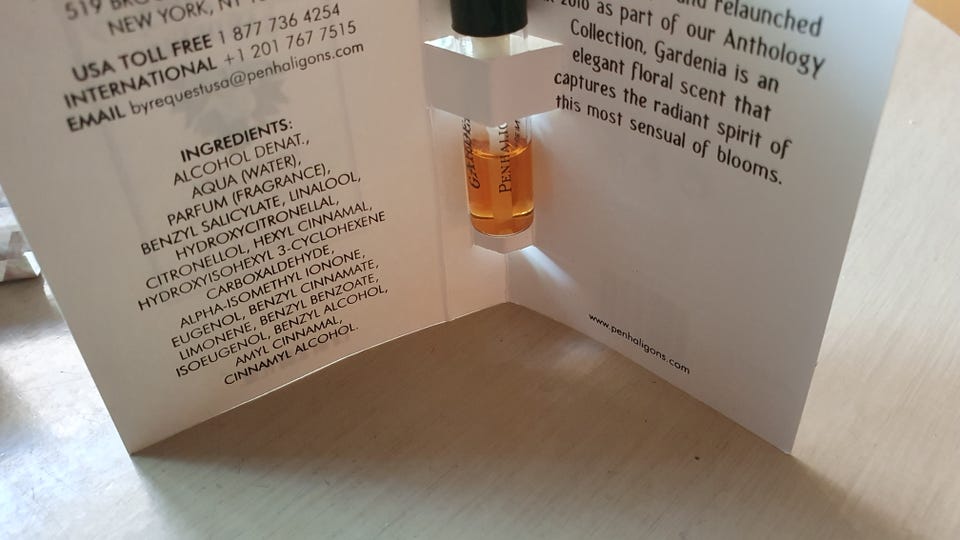 519
NEW YORK, NY
USA TOLL FREE 1 877 736 4254
INTERNATIONAL +1 201 767 7515
EMAIL byrequestusa@penhaligons.com
INGREDIENTS:
ALCOHOL DENAT.,
AQUA (WATER),
PARFUM (FRAGRANCE),
BENZYL SALICYLATE, LINALOOL,
HYDROXYCITRONELLAL,
CITRONELLOL, HEXYL CINNAMAL,
HYDROXYISOHEXYL 3-CYCLOHEXENE
CARBOXALDEHYDE,
ALPHA-ISOMETHYL IONONE,
EUGENOL, BENZYL CINNAMATE,
LIMONENE, BENZYL BENZOATE,
ISOEUGENOL, BENZYL ALCOHOL,
AMYL CINNAMAL,
CINNAMYL ALCOHOL.
PENHALIG
and relaunched
2010 as part of our Anthology
Collection, Gardenia is an
elegant floral scent that
captures the radiant spirit of
this most sensual of blooms.
www.penhaligons.com